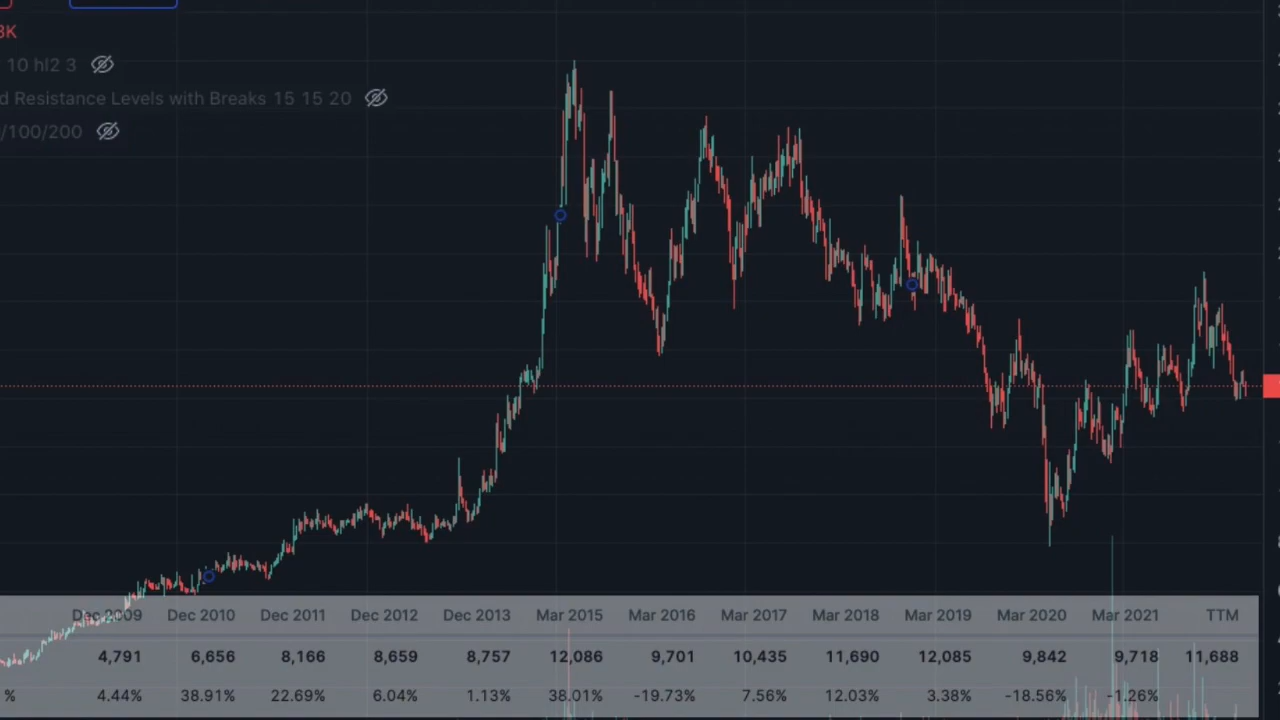 3K
10 hl2 3
d Resistance Levels with Breaks 15 15 20
/100/200
Dec 2009 Dec 2010 Dec 2011 Dec 2012 Dec 2013 Mar 2015 Mar 2016 Mar 2017 Mar 2018 Mar 2019 Mar 2020 Mar 2021 TTM
4,791 6,656 8,166 8,659 8,757 12,086 9,701 10,435 11,690 12,085 9,842 9,718 11,688
% 4.44% 38.91% 22.69% 6.04% 1.13% 38.01% -19.73% 7.56% 12.03% 3.38% -18.56% -1.26%